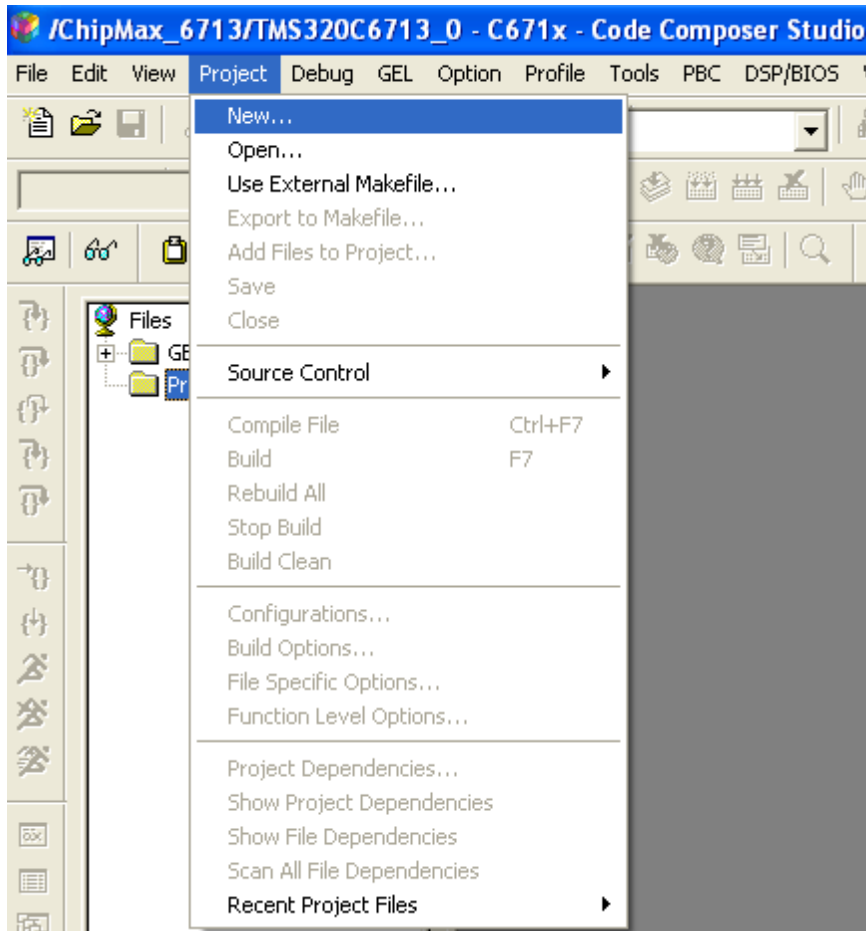 /ChipMax_6713/TMS320C6713_0 - C671x - Code Composer Studio
File Edit View Project Debug GEL Option Profile Tools PBC DSP/BIOS
New...
Open...
Use External Makefile...
Export to Makefile...
Add Files to Project...
Save
Close
Files
GE
Source Control
Pr
Compile File Ctrl+F7
Build F7
Rebuild All
Stop Build
Build Clean
Configurations...
Build Options...
File Specific Options...
Function Level Options...
Project Dependencies...
Show Project Dependencies
Show File Dependencies
Scan All File Dependencies
Recent Project Files